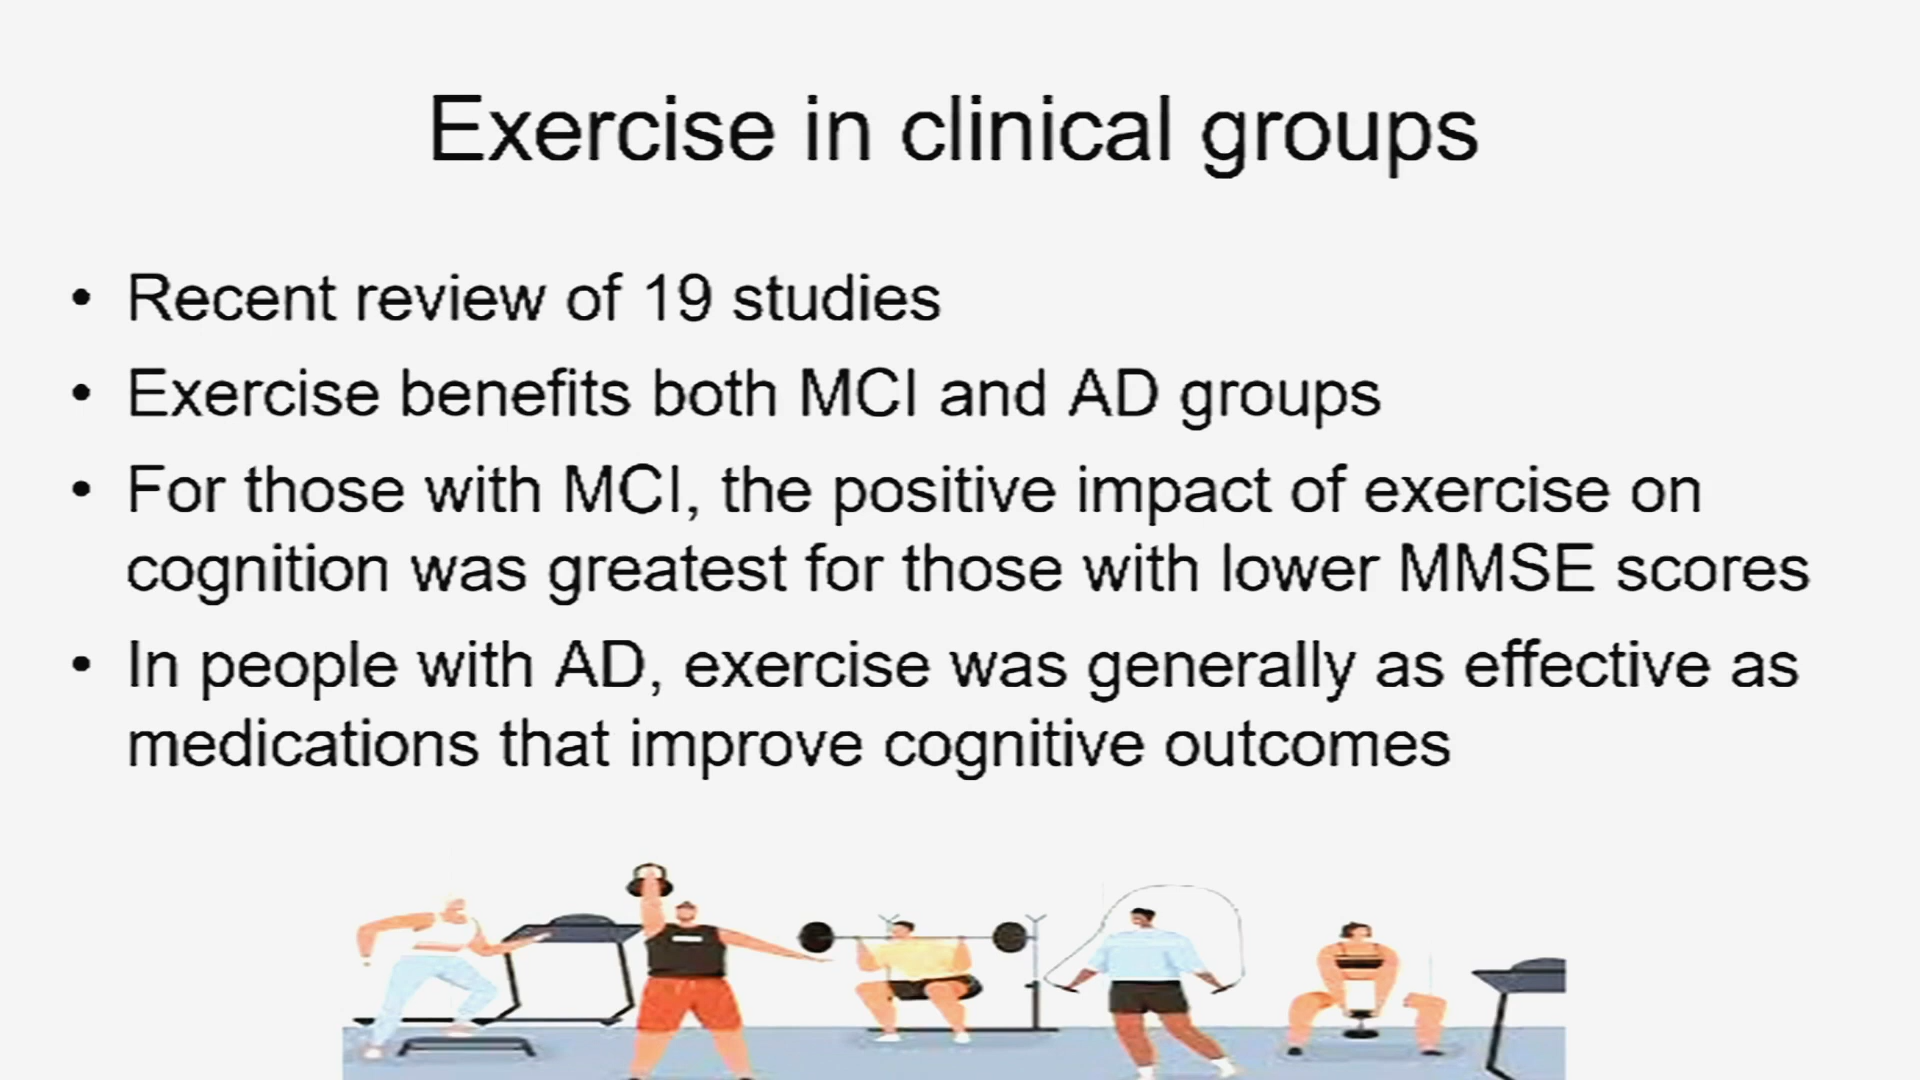 Exercise in clinical groups
• Recent review of 19 studies
• Exercise benefits both MCI and AD groups
• For those with MCI, the positive impact of exercise on
cognition was greatest for those with lower MMSE scores
• In people with AD, exercise was generally as effective as
medications that improve cognitive outcomes